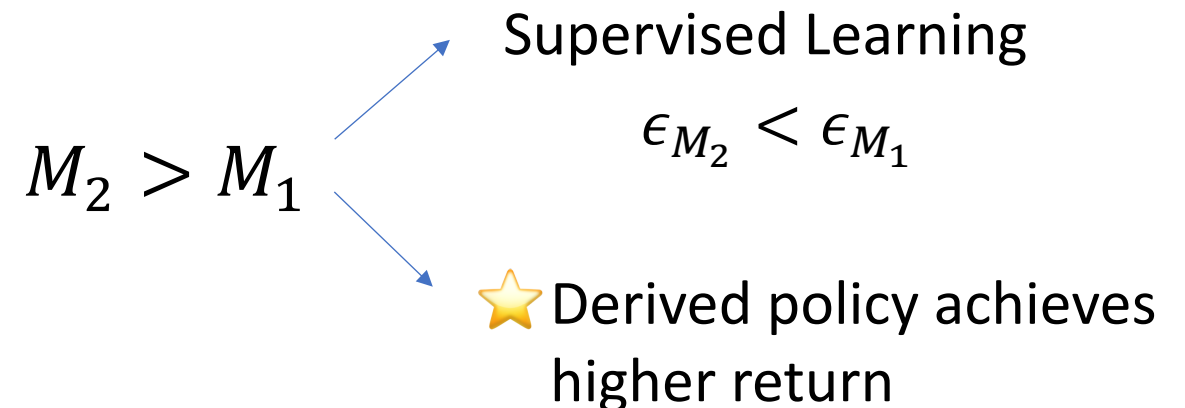 M₂ > M₁
Supervised Learning
ϵ_{M₂} < ϵ_{M₁}
Derived policy achieves
higher return